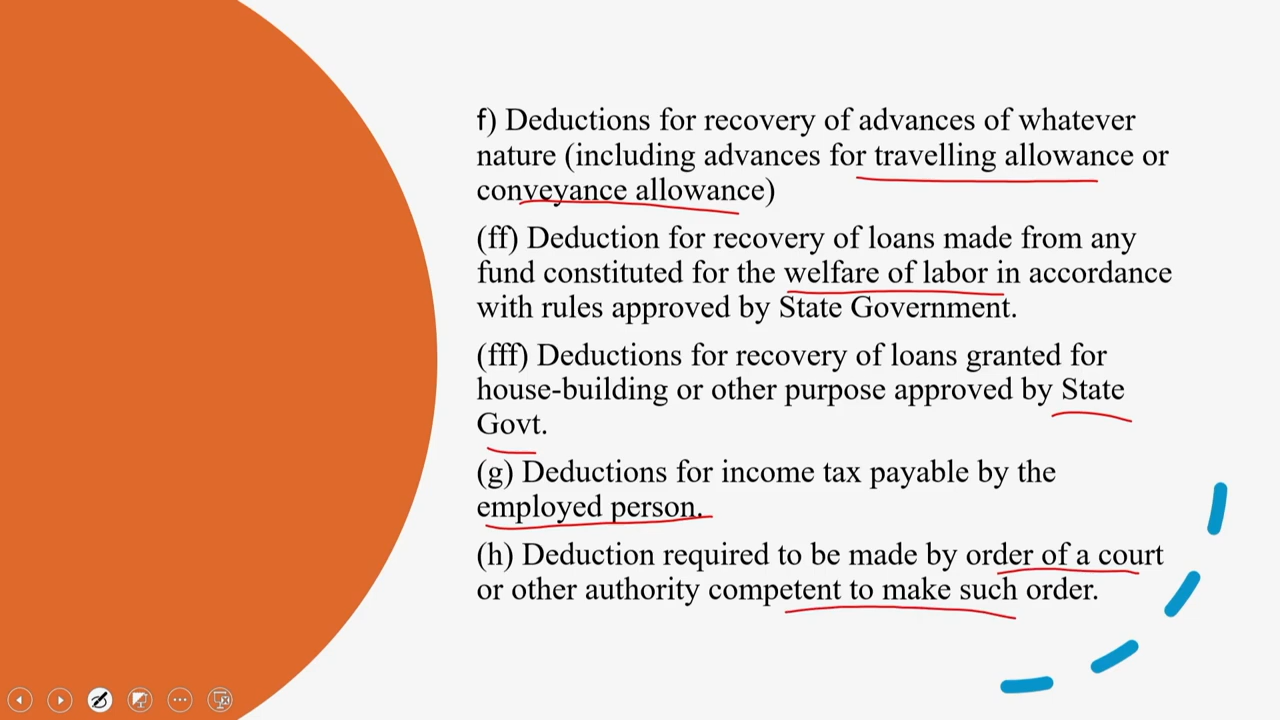 f) Deductions for recovery of advances of whatever
nature (including advances for travelling allowance or
conveyance allowance)
(ff) Deduction for recovery of loans made from any
fund constituted for the welfare of labor in accordance
with rules approved by State Government.
(fff) Deductions for recovery of loans granted for
house-building or other purpose approved by State
Govt.
(g) Deductions for income tax payable by the
employed person.
(h) Deduction required to be made by order of a court
or other authority competent to make such order.